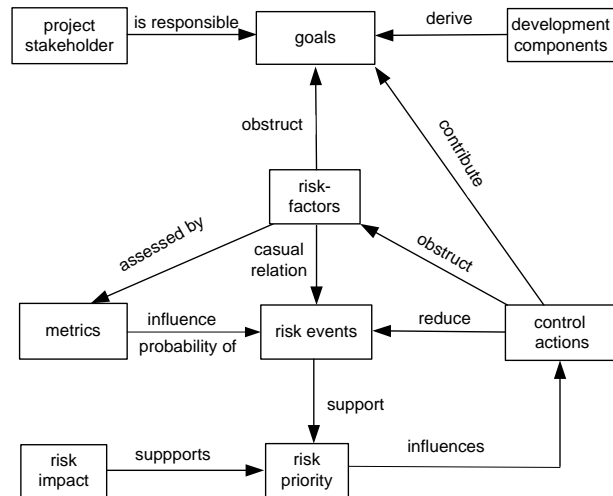 project
stakeholder
is responsible
goals
derive
development
components
obstruct
contribute
risk-
factors
assessed by
casual
relation
obstruct
metrics
influence
probability of
risk events
reduce
control
actions
support
risk
impact
suppports
risk
priority
influences